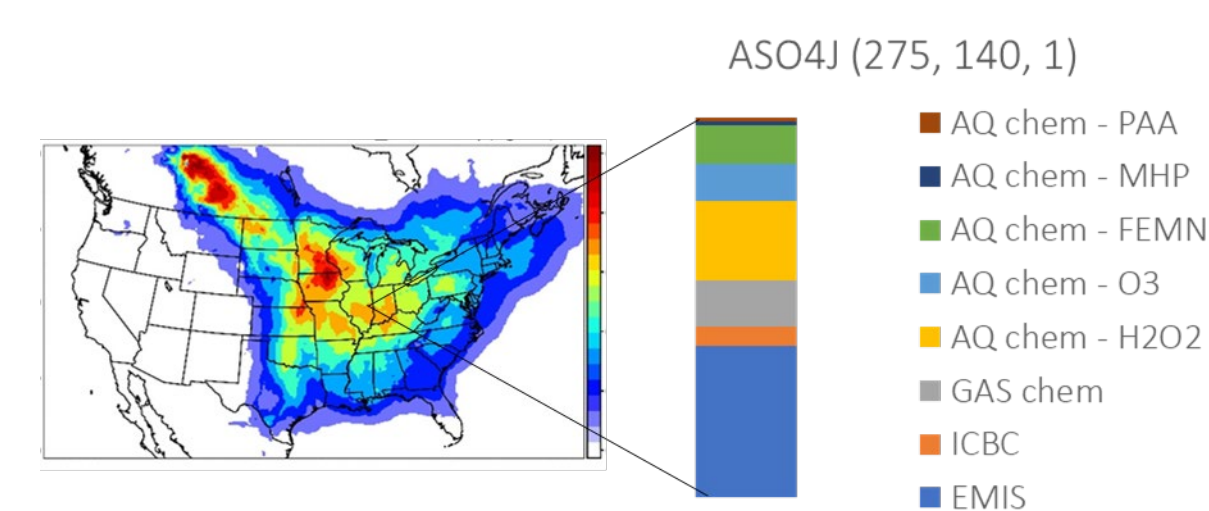 ASO4J (275, 140, 1)
AQ chem - PAA
AQ chem - MHP
AQ chem - FEMN
AQ chem - O3
AQ chem - H2O2
GAS chem
ICBC
EMIS